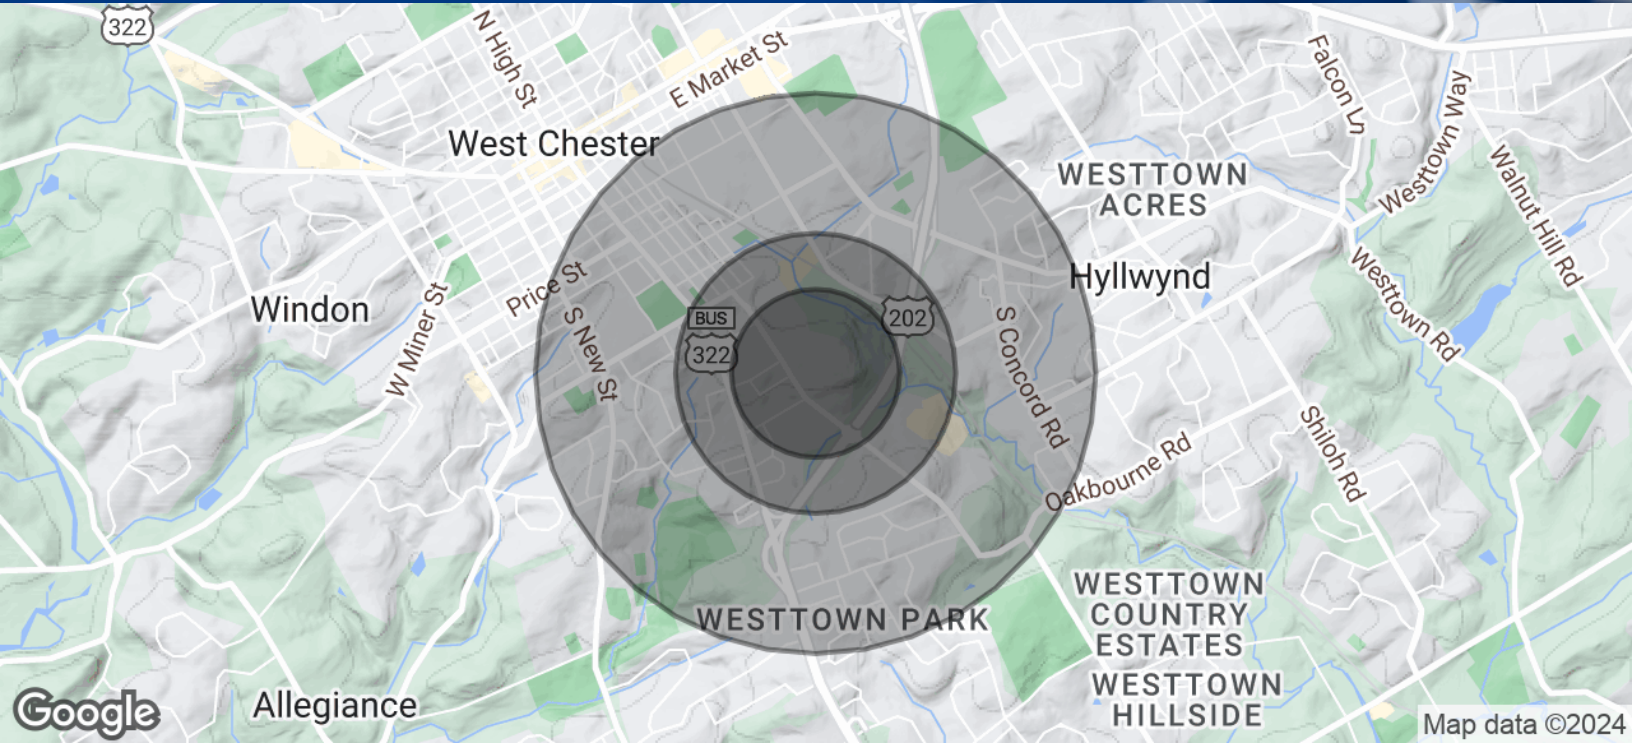 322
N High St
E Market St
Falcon Ln
West Chester
Westtown Way
WESTTOWN
ACRES
Walnut Hill Rd
Hyllwynd
Price St
Windon
W Miner St
S New St
BUS
322
202
S Concord Rd
Westtown Rd
Shiloh Rd
Oakbourne Rd
WESTTOWN PARK
WESTTOWN
COUNTRY
ESTATES
WESTTOWN
HILLSIDE
Allegiance
Google
Map data ©2024